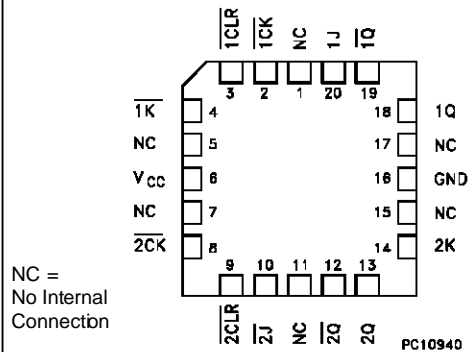 1CLR 1CK NC 1J 1Q
3 2 1 20 19
1K 4 18 1Q
NC 5 17 NC
VCC 6 16 GND
NC 7 15 NC
2CK 8 14 2K
9 10 11 12 13
2CLR 2J NC 2Q 2Q
NC =
No Internal
Connection
PC10940